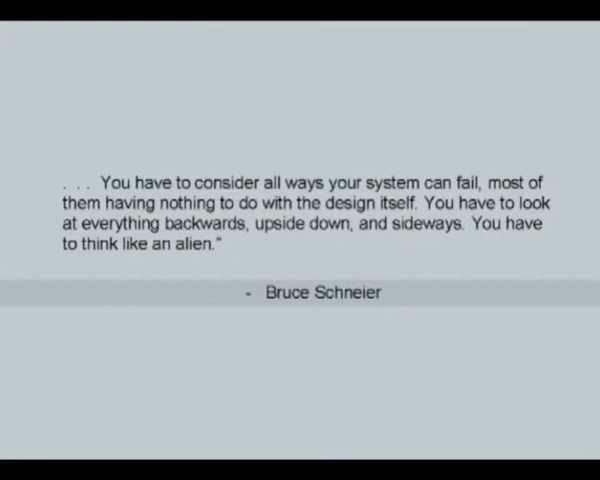 . . . You have to consider all ways your system can fail, most of
them having nothing to do with the design itself. You have to look
at everything backwards, upside down, and sideways. You have
to think like an alien."
- Bruce Schneier